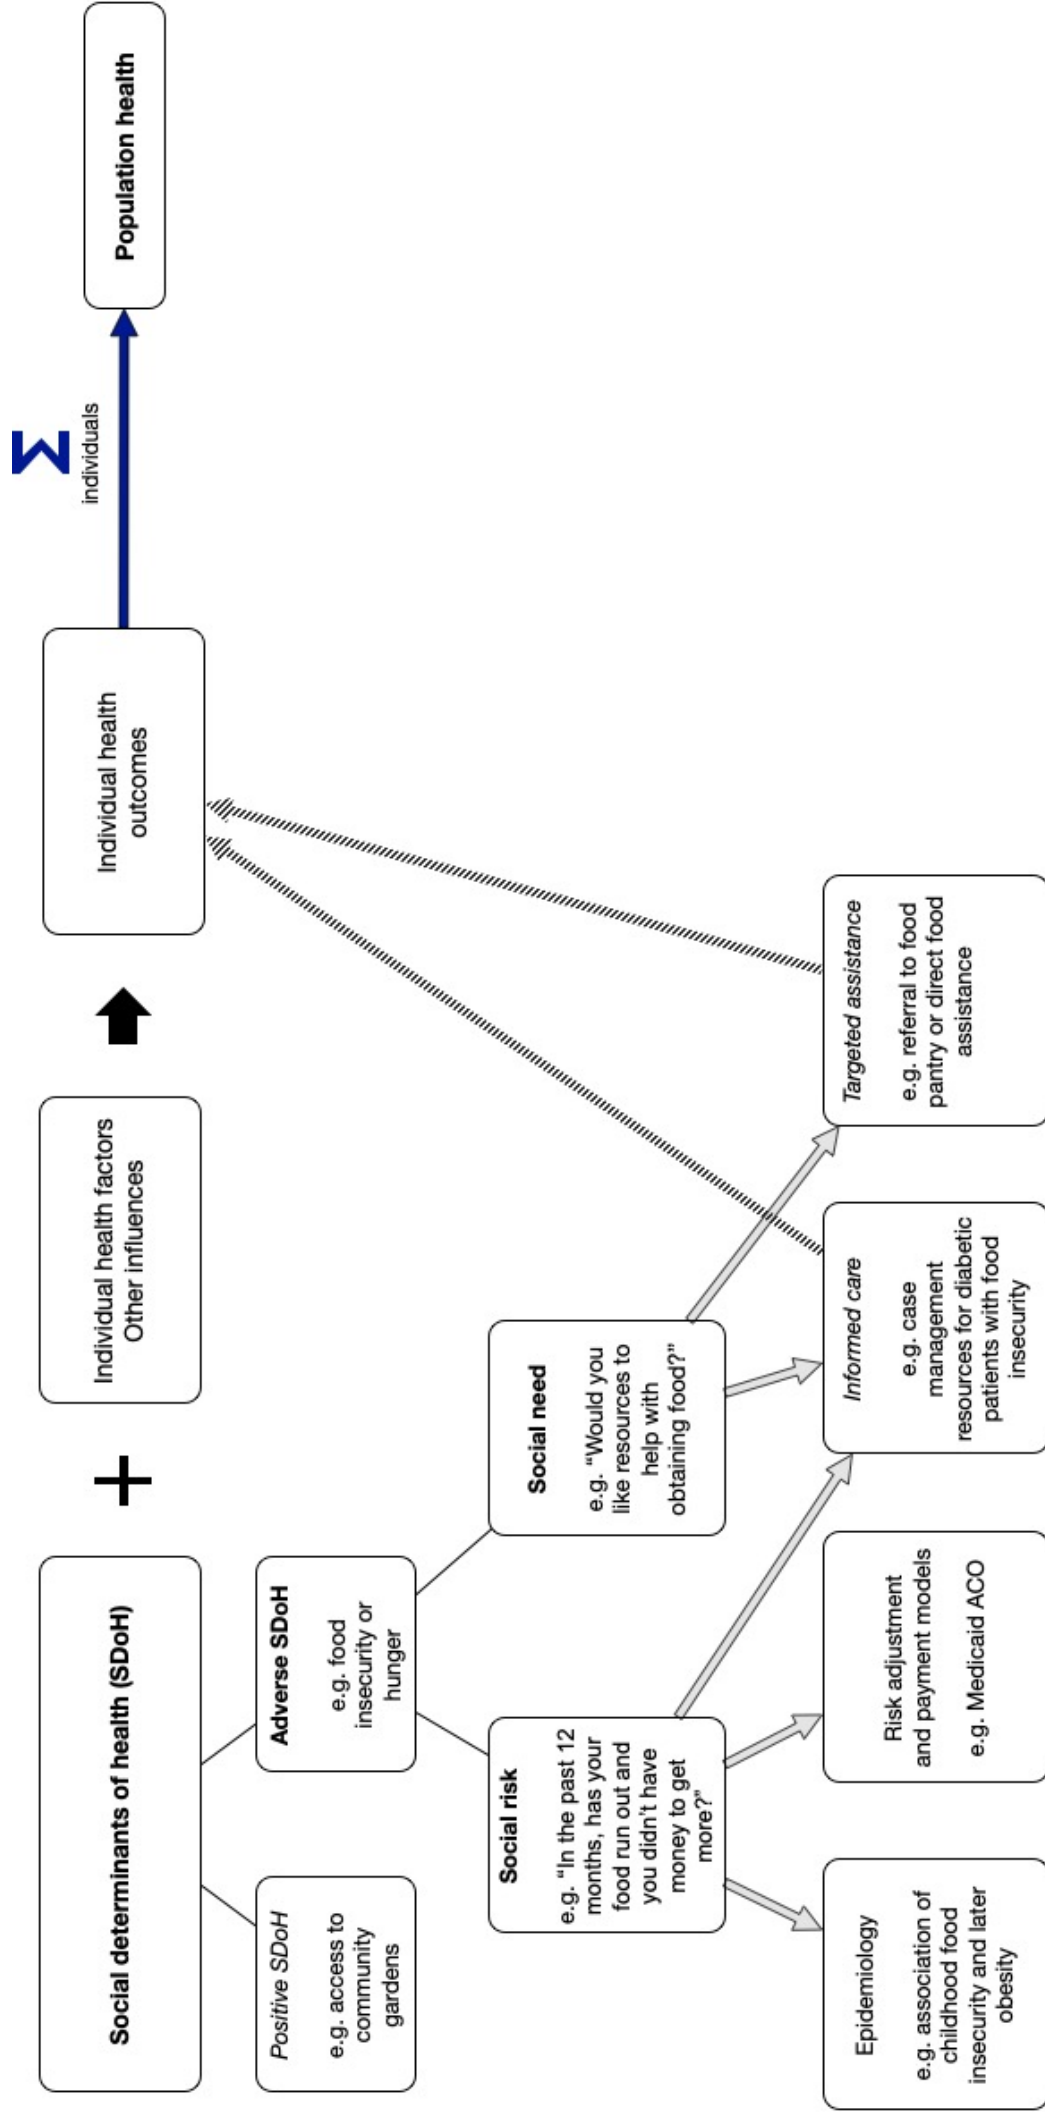 Social determinants of health (SDoH)
+
Individual health factors
Other influences
Individual health
outcomes
Σ
individuals
Population health
Positive SDoH
e.g. access to
community
gardens
Adverse SDoH
e.g. food
insecurity or
hunger
Social risk
e.g. “In the past 12
months, has your
food run out and
you didn't have
money to get
more?”
Social need
e.g. “Would you
like resources to
help with
obtaining food?”
Epidemiology
e.g. association of
childhood food
insecurity and later
obesity
Risk adjustment
and payment models
e.g. Medicaid ACO
Informed care
e.g. case
management
resources for diabetic
patients with food
insecurity
Targeted assistance
e.g. referral to food
pantry or direct food
assistance